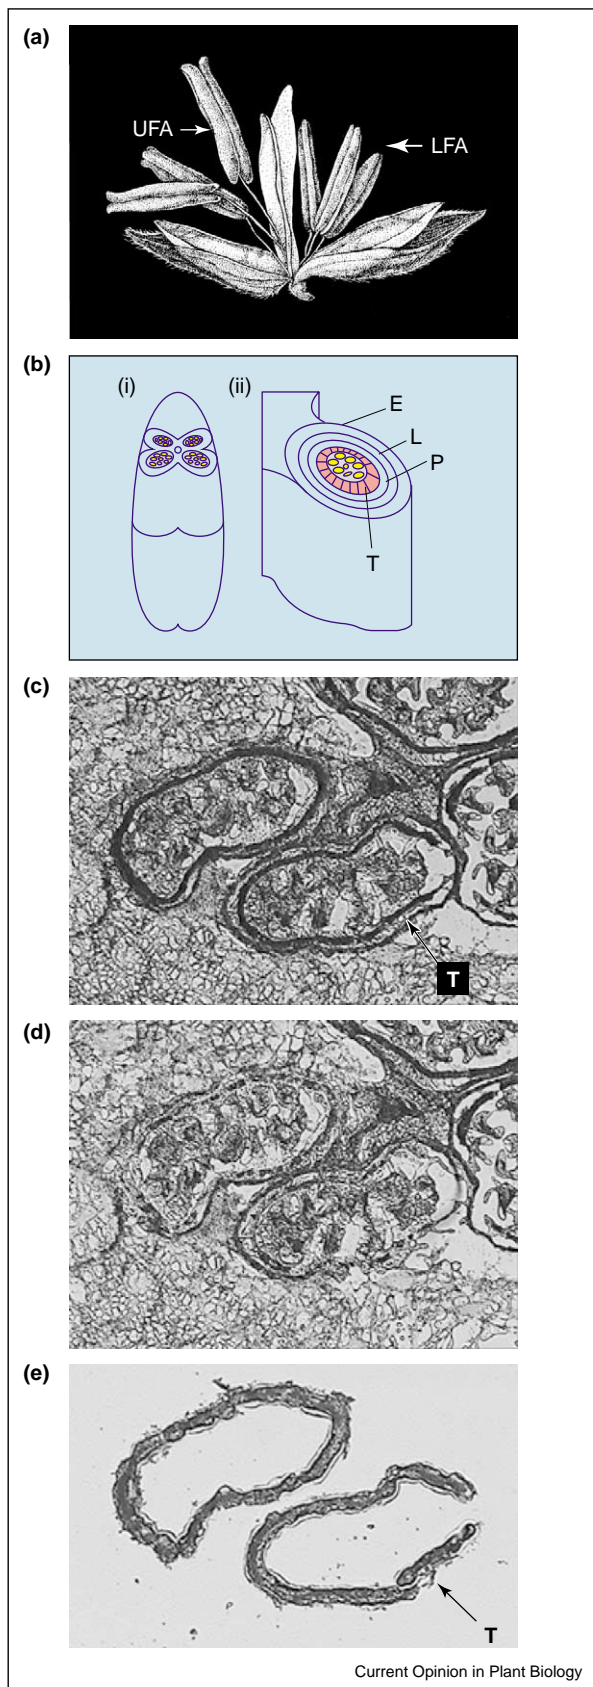 (a)
UFA
LFA
(b)
(i)
(ii)
E
L
P
T
(c)
T
(d)
(e)
T
Current Opinion in Plant Biology